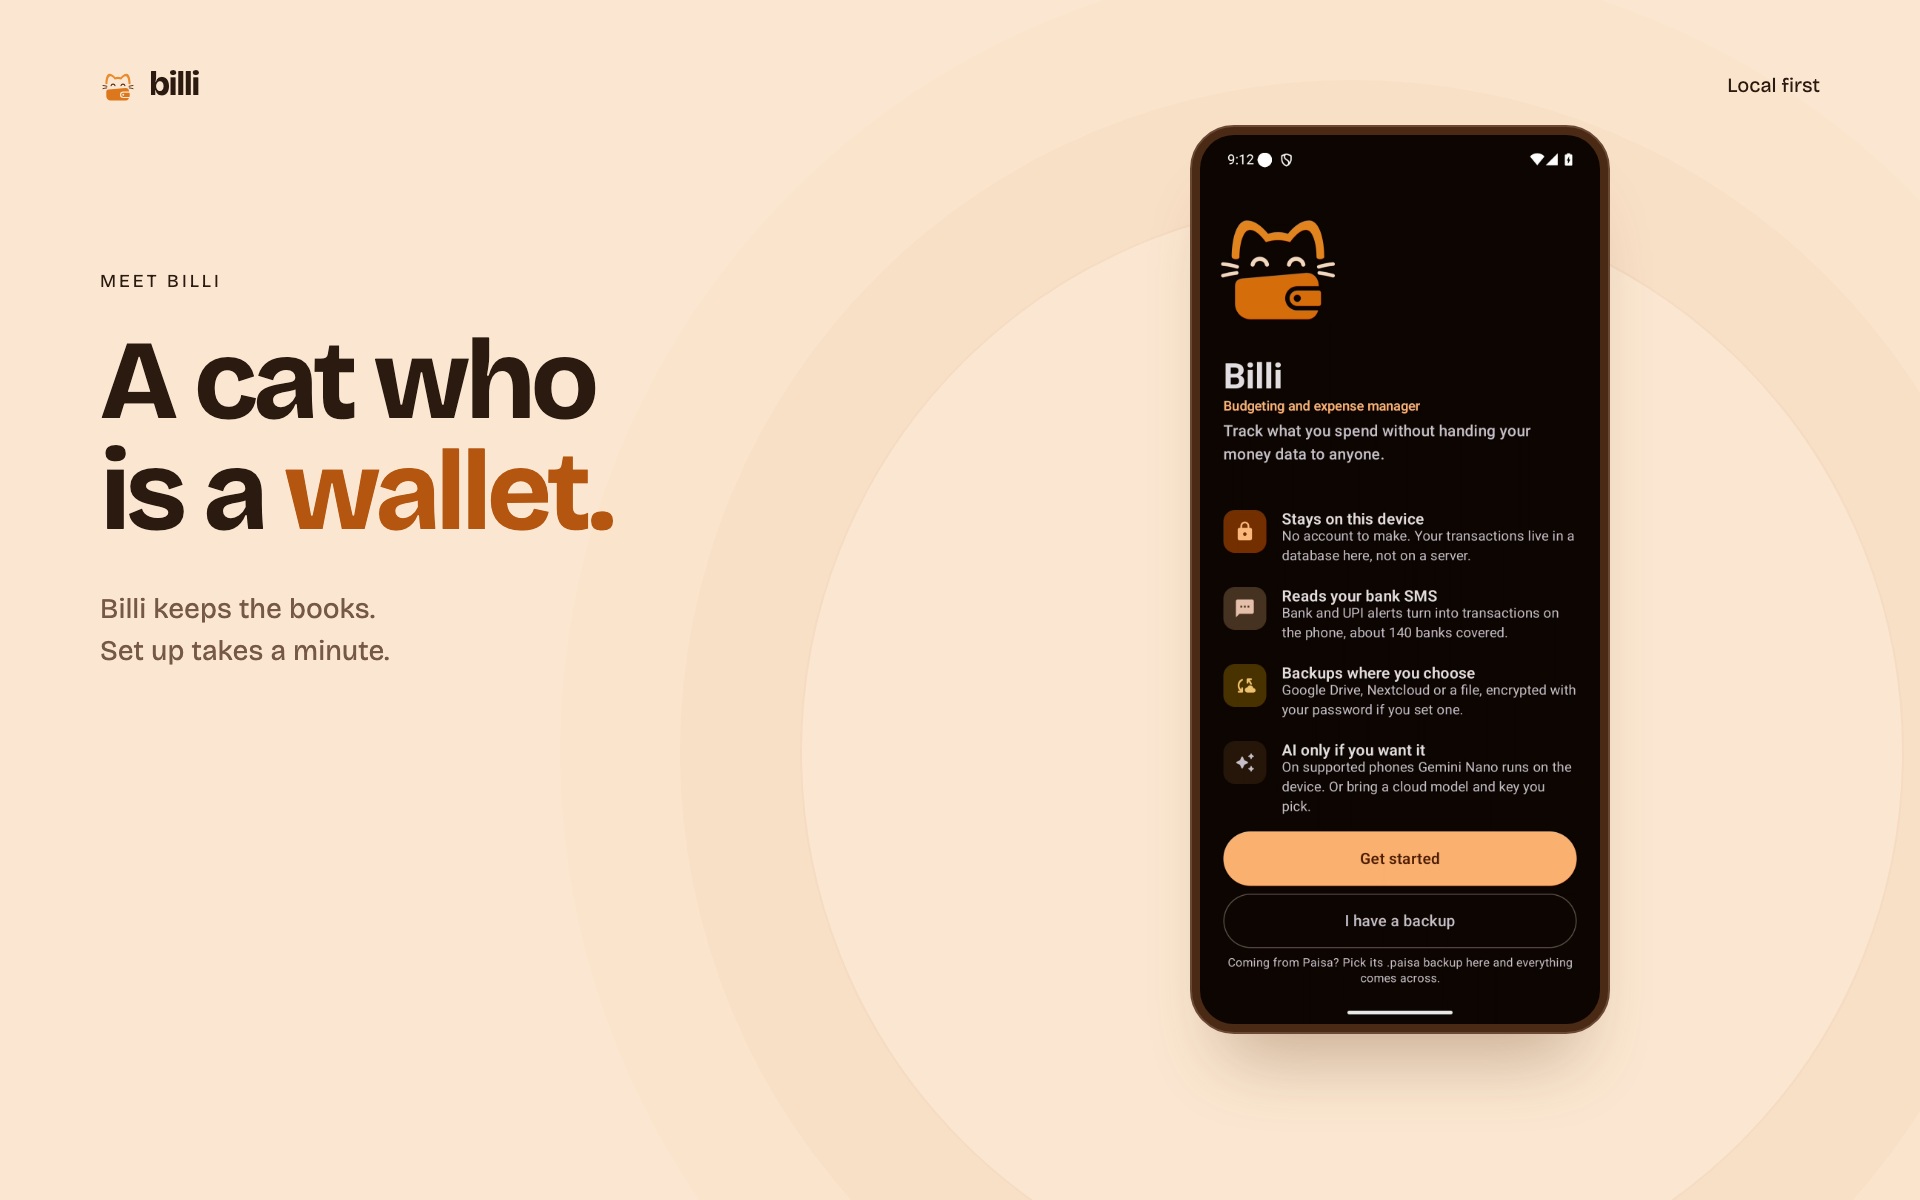 billi
Local first
MEET BILLI
A cat who
is a wallet.
Billi keeps the books.
Set up takes a minute.
9:12
Billi
Budgeting and expense manager
Track what you spend without handing your
money data to anyone.
Stays on this device
No account to make. Your transactions live in a
database here, not on a server.
Reads your bank SMS
Bank and UPI alerts turn into transactions on
the phone, about 140 banks covered.
Backups where you choose
Google Drive, Nextcloud or a file, encrypted with
your password if you set one.
AI only if you want it
On supported phones Gemini Nano runs on the
device. Or bring a cloud model and key you
pick.
Get started
I have a backup
Coming from Paisa? Pick its .paisa backup here and everything
comes across.